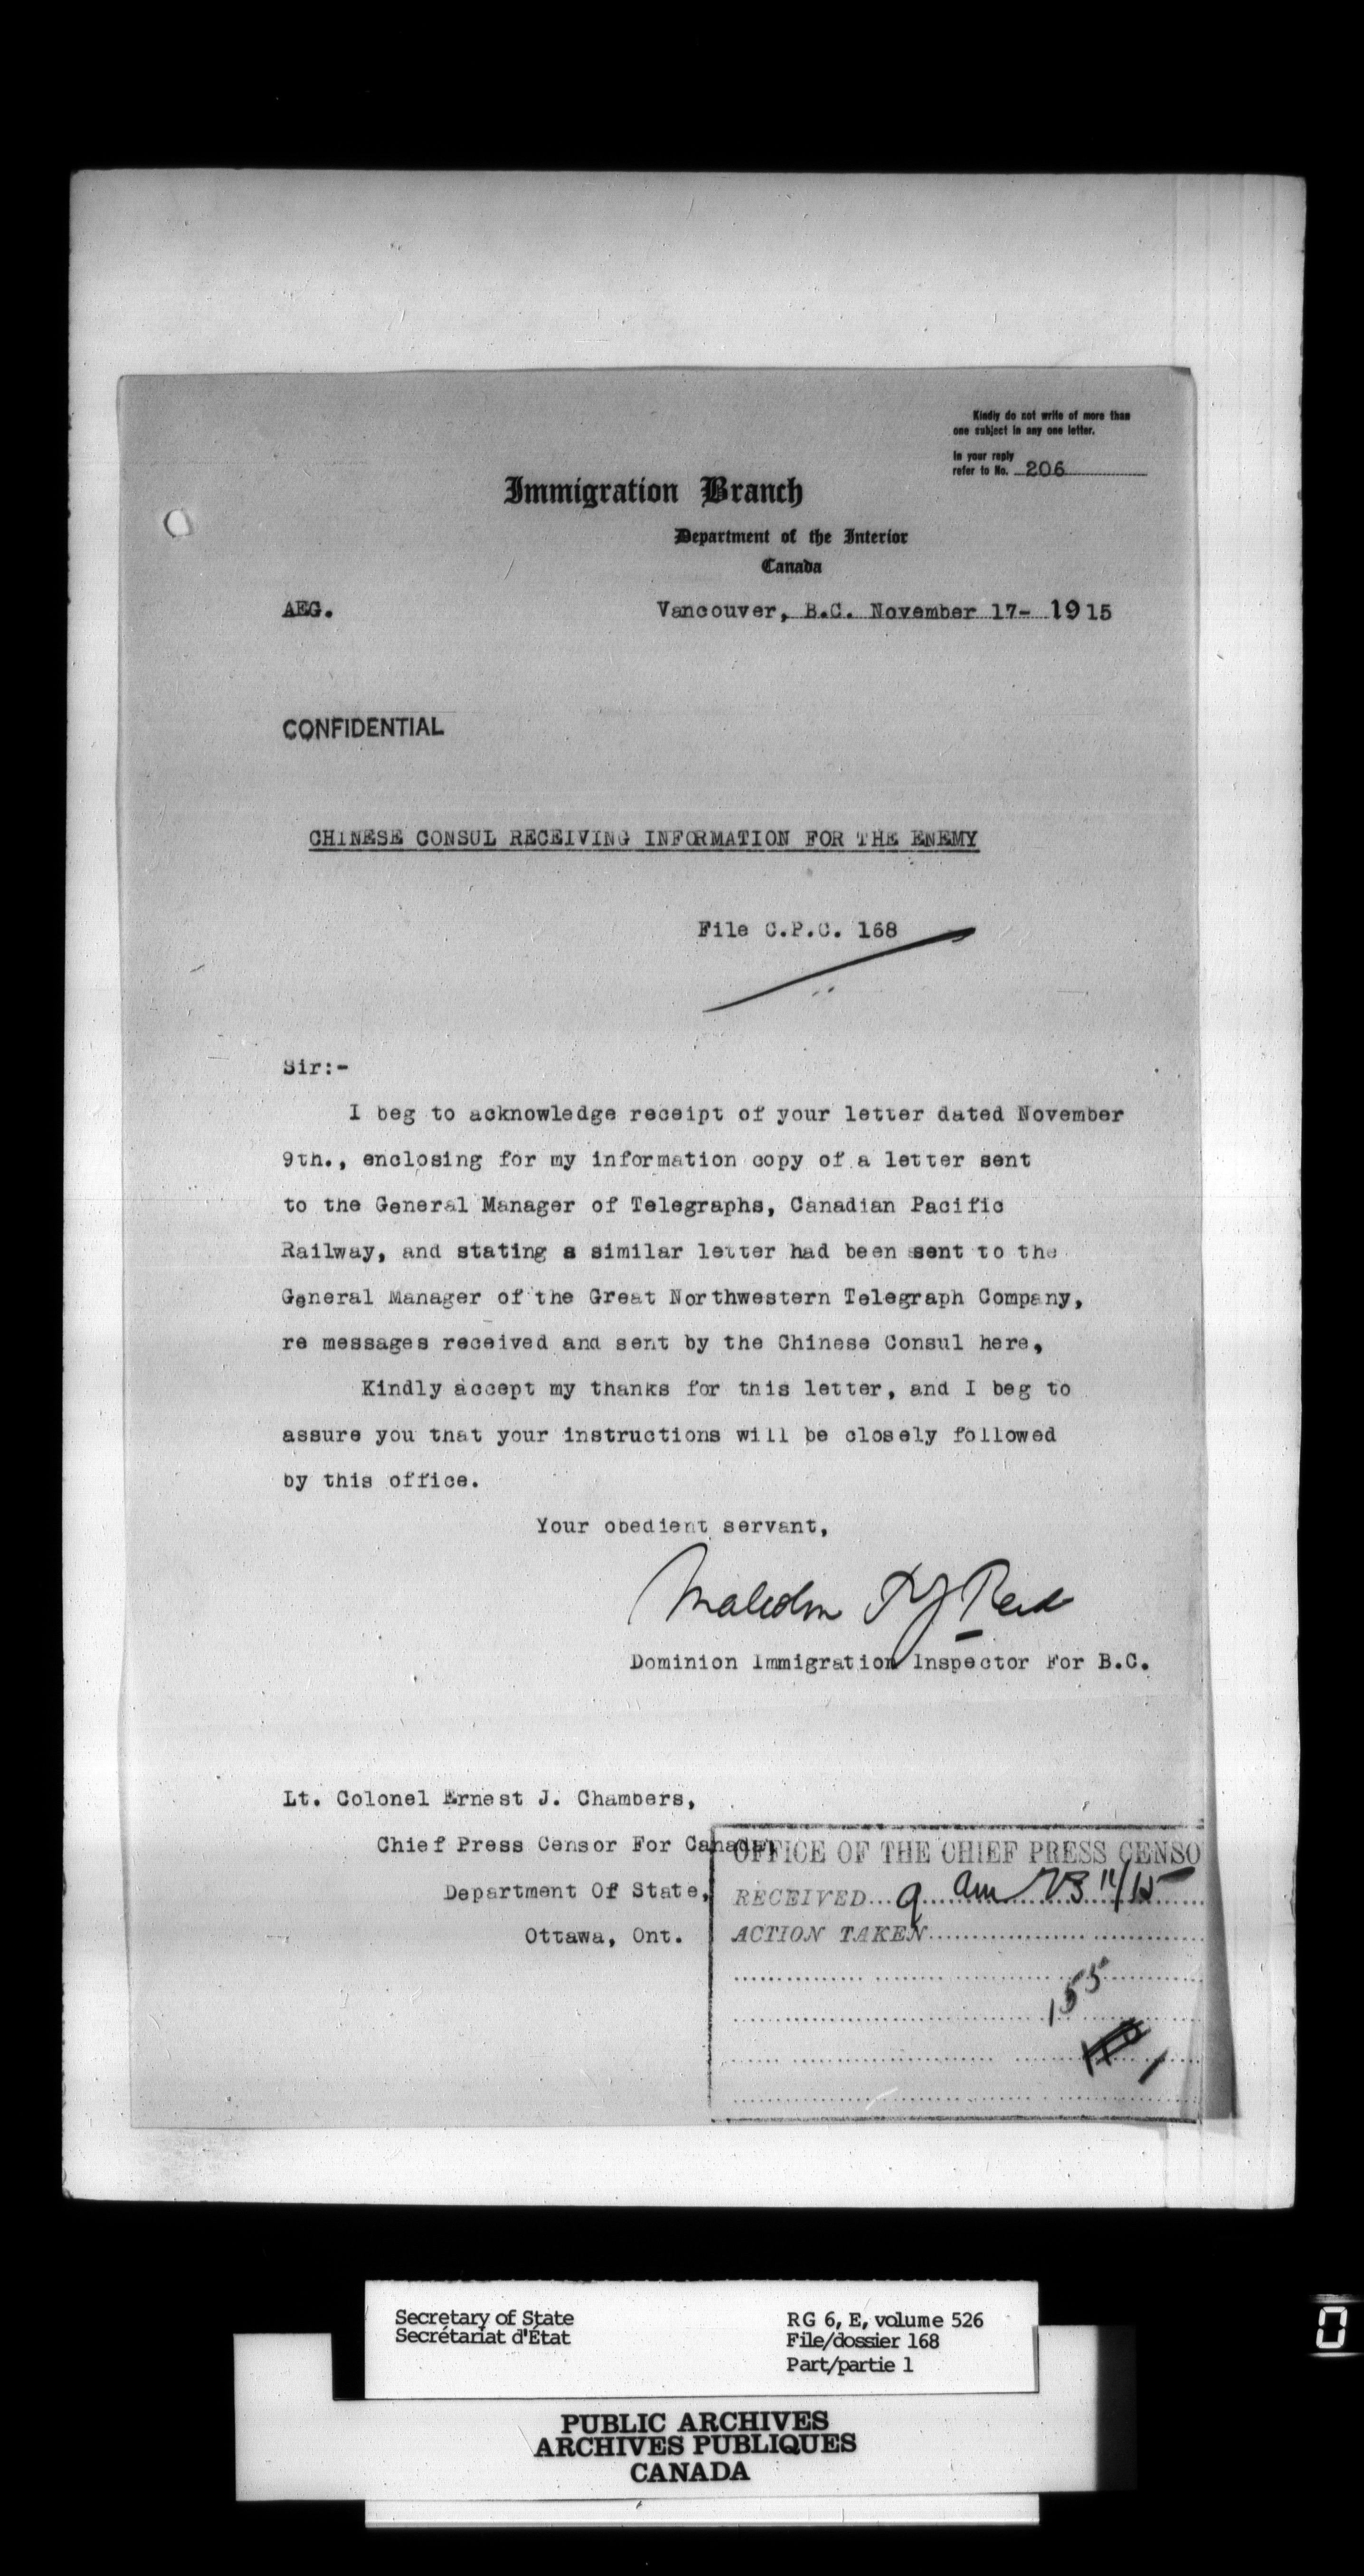 Kindly do not write of more than
one subject in any one letter.
In your reply
refer to No. 206
Immigration Branch
Department of the Interior
Canada
AEG.
Vancouver, B.C. November 17- 1915
CONFIDENTIAL
CHINESE CONSUL RECEIVING INFORMATION FOR THE ENEMY
File C.P.C. 168
Sir:-
I beg to acknowledge receipt of your letter dated November
9th., enclosing for my information copy of a letter sent
to the General Manager of Telegraphs, Canadian Pacific
Railway, and stating a similar letter had been sent to the
General Manager of the Great Northwestern Telegraph Company,
re messages received and sent by the Chinese Consul here,
Kindly accept my thanks for this letter, and I beg to
assure you that your instructions will be closely followed
by this office.
Your obedient servant,
Malcolm R J Reid
Dominion Immigration Inspector For B.C.
Lt. Colonel Ernest J. Chambers,
Chief Press Censor For Canada,
Department Of State,
Ottawa, Ont.
OFFICE OF THE CHIEF PRESS CENSO
RECEIVED 9 am 23 11/15
ACTION TAKEN
155
Secretary of State
Secrétariat d'État
RG 6, E, volume 526
File/dossier 168
Part/partie 1
PUBLIC ARCHIVES
ARCHIVES PUBLIQUES
CANADA
0